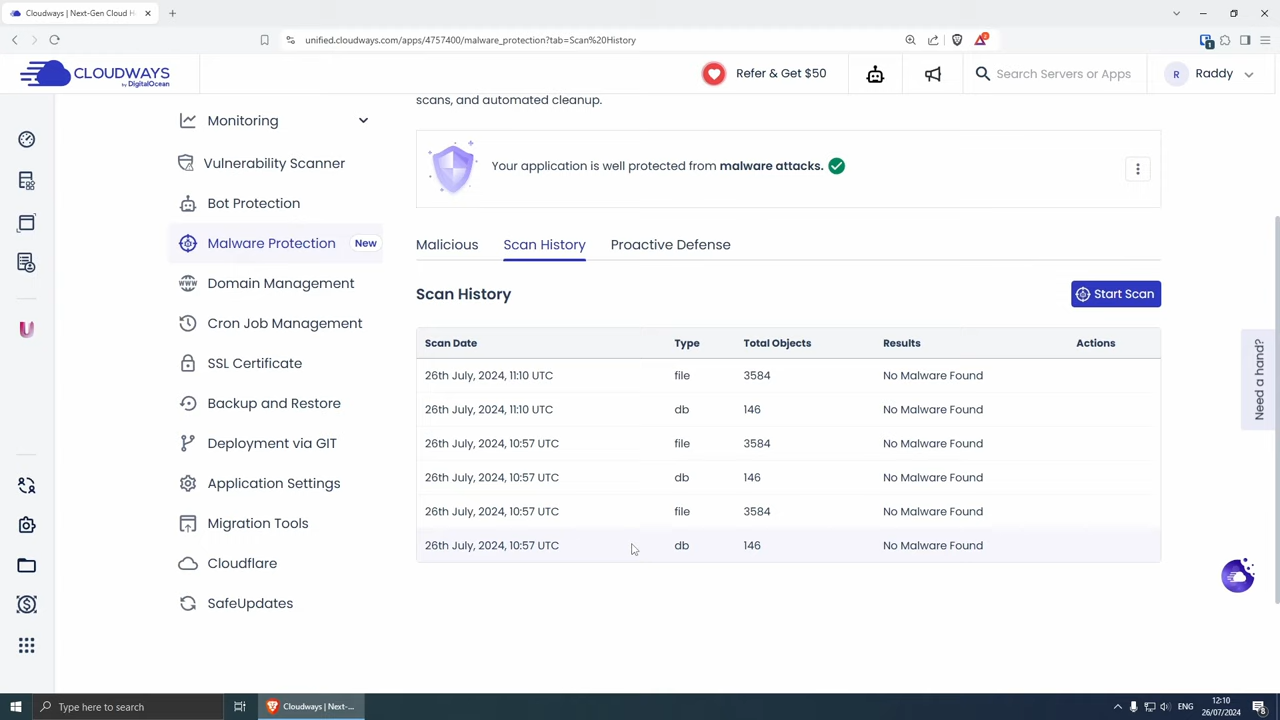 Cloudways | Next-Gen Cloud H
unified.cloudways.com/apps/4757400/malware_protection?tab=Scan%20History
1
CLOUDWAYS
by DigitalOcean
Refer & Get $50
Search Servers or Apps
R
Raddy
scans, and automated cleanup.
Monitoring
Vulnerability Scanner
Bot Protection
Malware Protection
New
WWW
Domain Management
Cron Job Management
SSL Certificate
Backup and Restore
Deployment via GIT
Application Settings
Migration Tools
Cloudflare
SafeUpdates
U
Your application is well protected from malware attacks.
Malicious
Scan History
Proactive Defense
Scan History
Start Scan
Scan Date Type Total Objects Results Actions
26th July, 2024, 11:10 UTC file 3584 No Malware Found
26th July, 2024, 11:10 UTC db 146 No Malware Found
26th July, 2024, 10:57 UTC file 3584 No Malware Found
26th July, 2024, 10:57 UTC db 146 No Malware Found
26th July, 2024, 10:57 UTC file 3584 No Malware Found
26th July, 2024, 10:57 UTC db 146 No Malware Found
Need a hand?
Type here to search
Cloudways | Next-...
ENG
12:10
26/07/2024
8